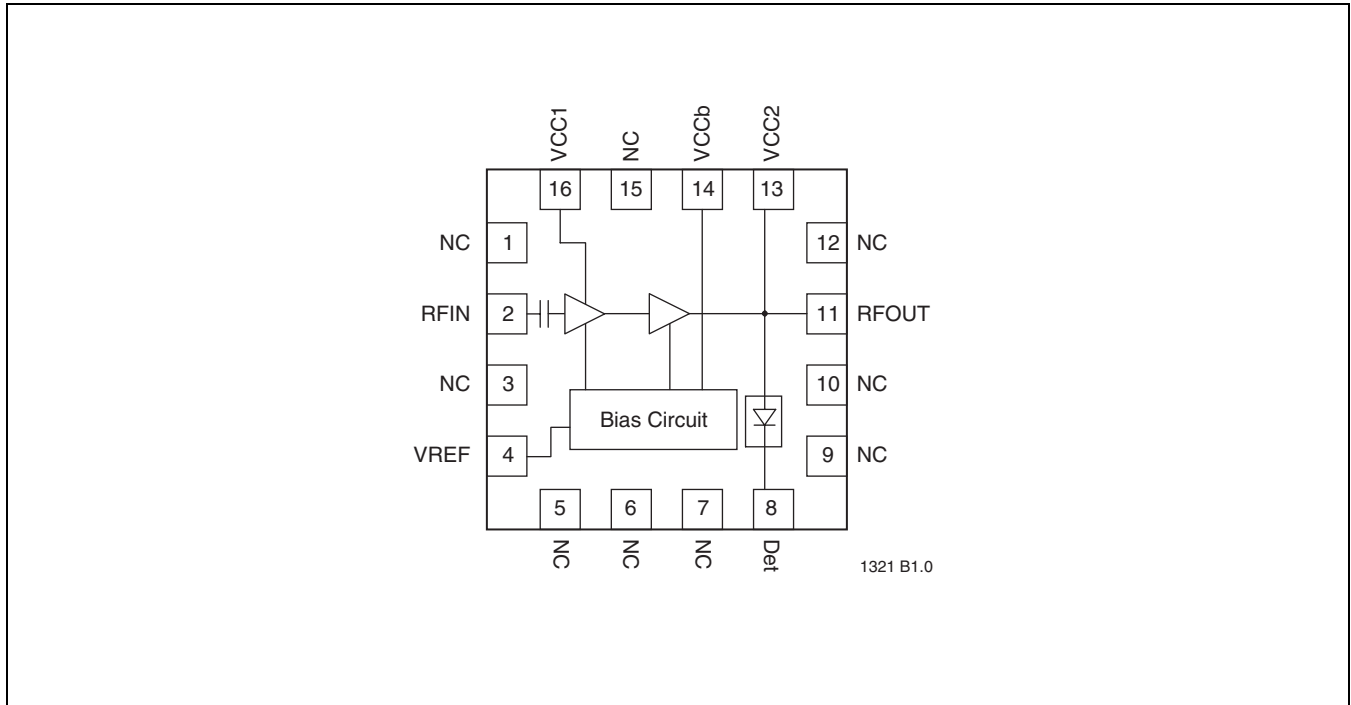 VCC1
NC
VCCb
VCC2
16
15
14
13
NC
1
12
NC
RFIN
2
11
RFOUT
NC
3
10
NC
Bias Circuit
VREF
4
9
NC
5
6
7
8
NC
NC
NC
Det
1321 B1.0